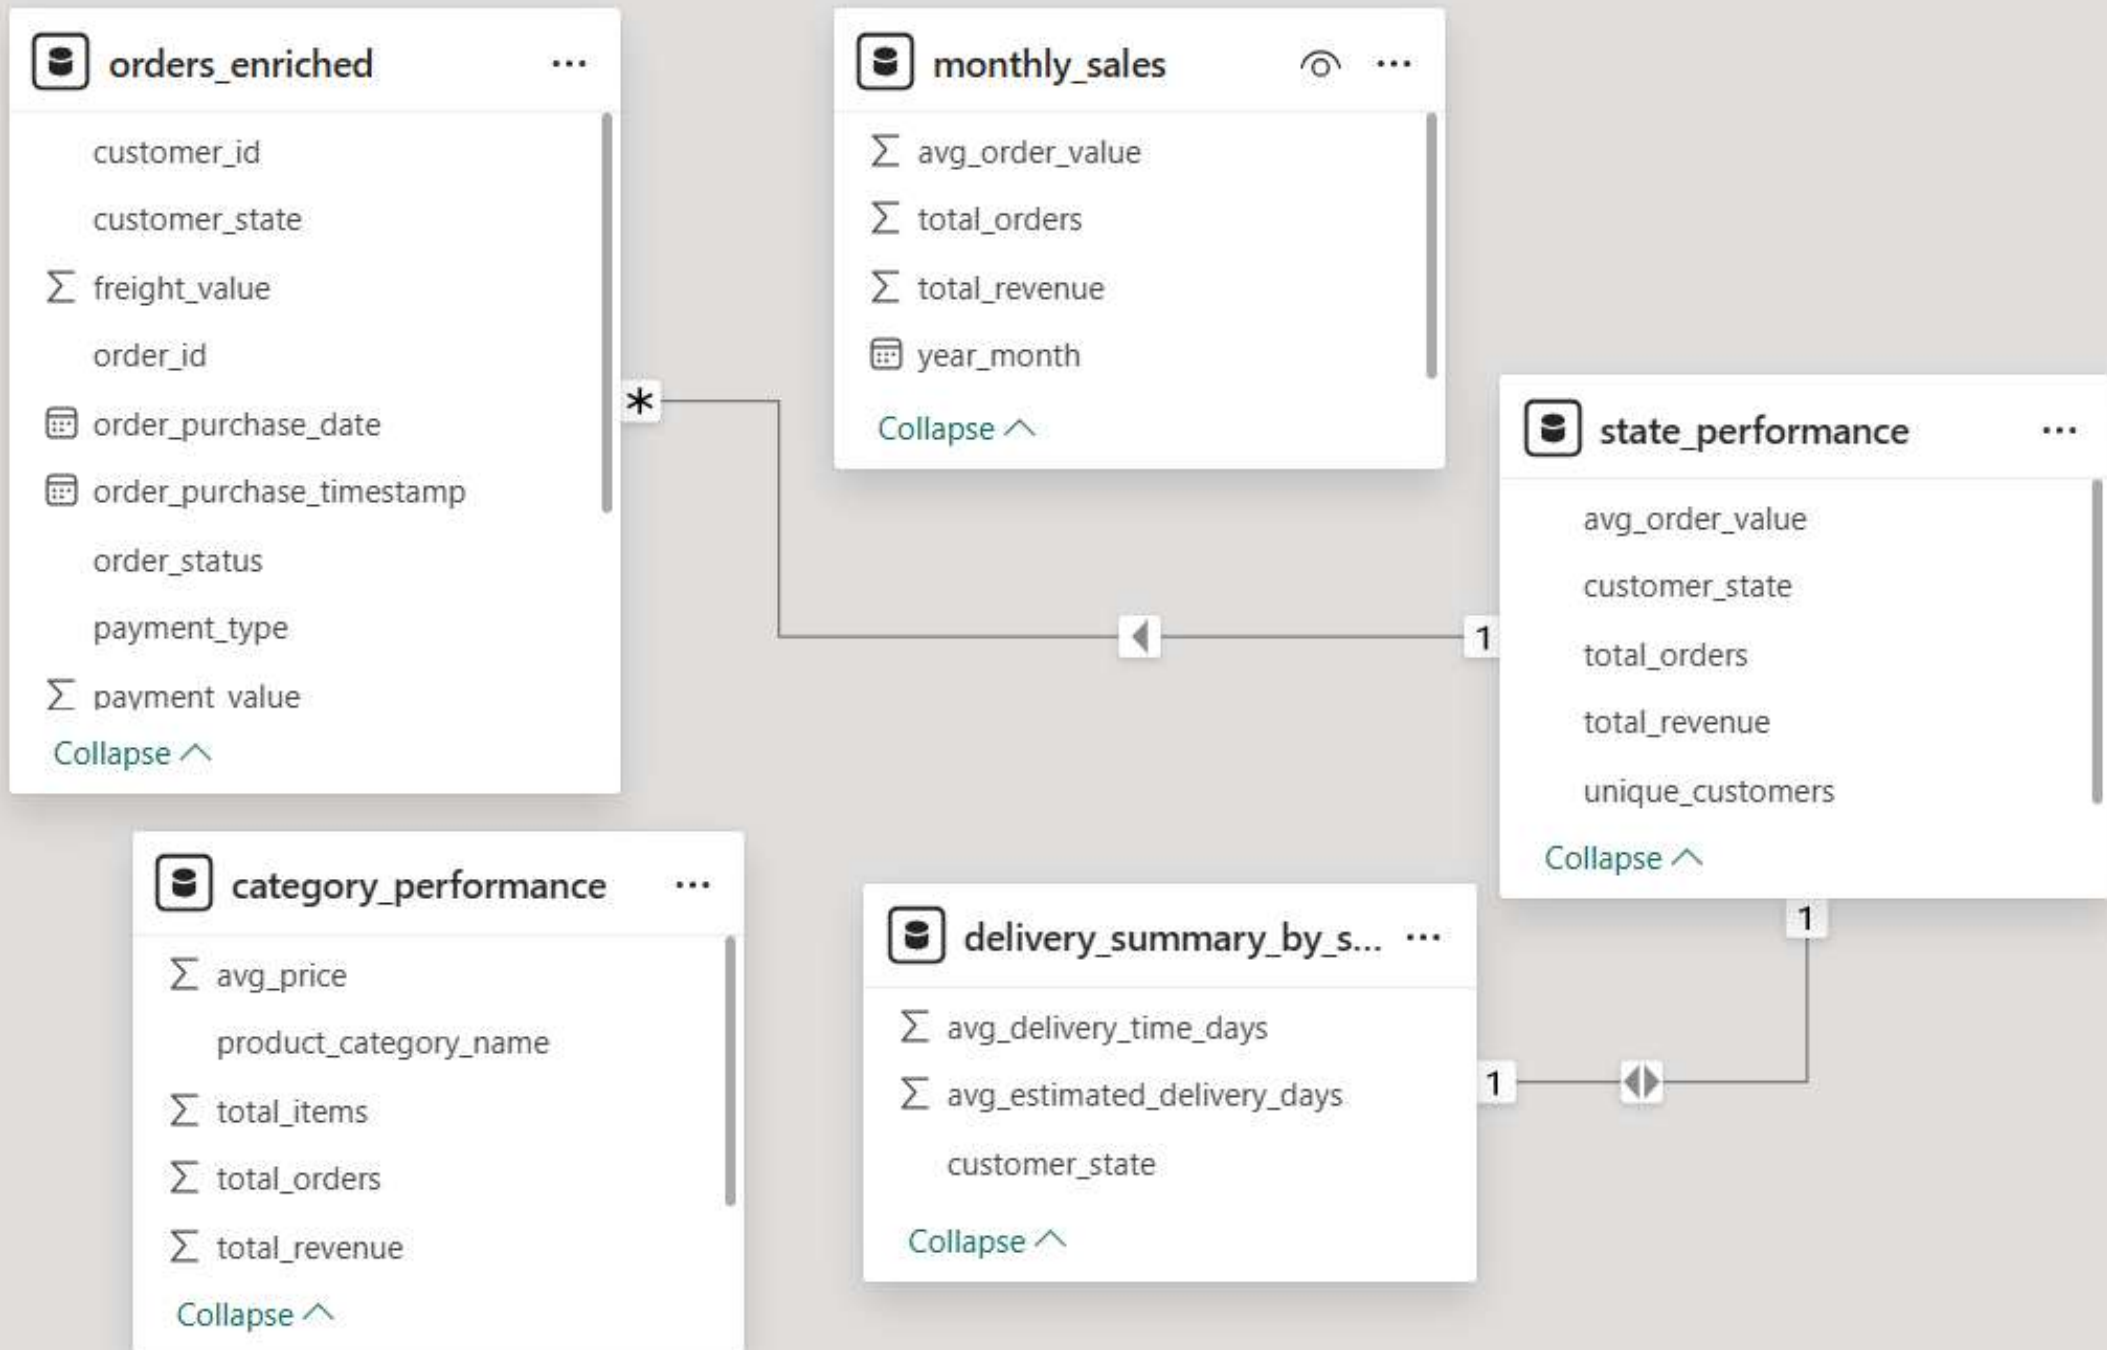 orders_enriched
customer_id
customer_state
freight_value
order_id
order_purchase_date
order_purchase_timestamp
order_status
payment_type
payment_value
Collapse
monthly_sales
avg_order_value
total_orders
total_revenue
year_month
Collapse
*
1
state_performance
avg_order_value
customer_state
total_orders
total_revenue
unique_customers
Collapse
1
category_performance
avg_price
product_category_name
total_items
total_orders
total_revenue
Collapse
delivery_summary_by_s...
avg_delivery_time_days
avg_estimated_delivery_days
customer_state
Collapse
1